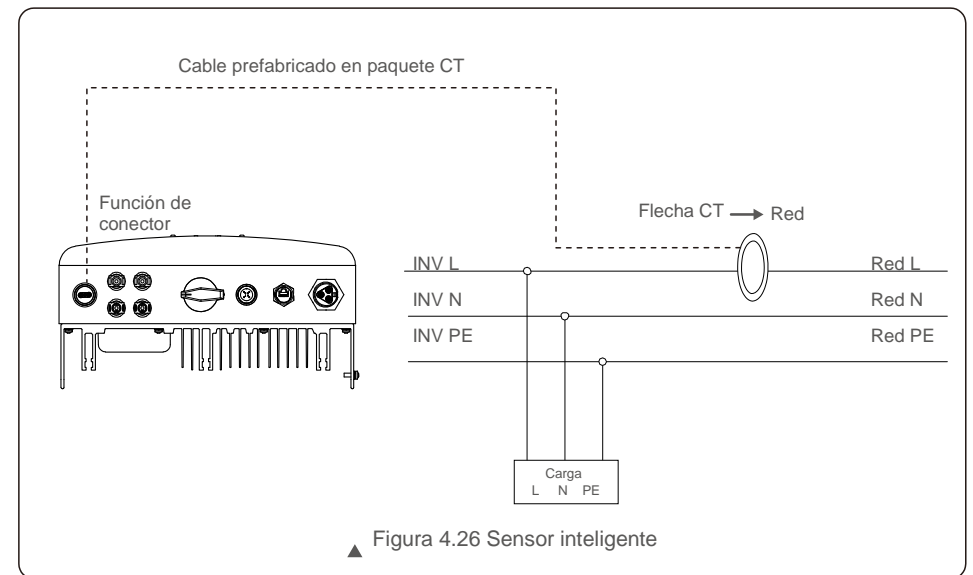 Cable prefabricado en paquete CT
Función de
conector
Flecha CT
Red
INV L
Red L
INV N
Red N
INV PE
Red PE
Carga
L N PE
Figura 4.26 Sensor inteligente